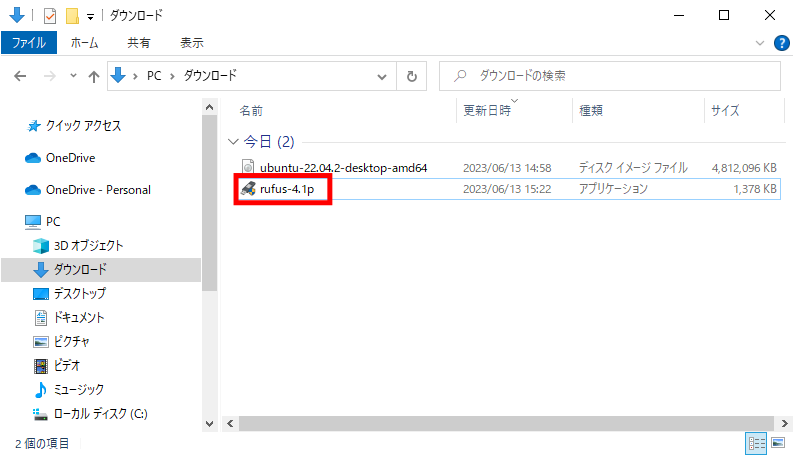 ダウンロード
ファイル ホーム 共有 表示
PC ダウンロード ダウンロードの検索
名前 更新日時 種類 サイズ
今日 (2)
ubuntu-22.04.2-desktop-amd64 2023/06/13 14:58 ディスク イメージ ファイル 4,812,096 KB
rufus-4.1p 2023/06/13 15:22 アプリケーション 1,378 KB
クイック アクセス
OneDrive
OneDrive - Personal
PC
3D オブジェクト
ダウンロード
デスクトップ
ドキュメント
ピクチャ
ビデオ
ミュージック
ローカル ディスク (C:)
2 個の項目